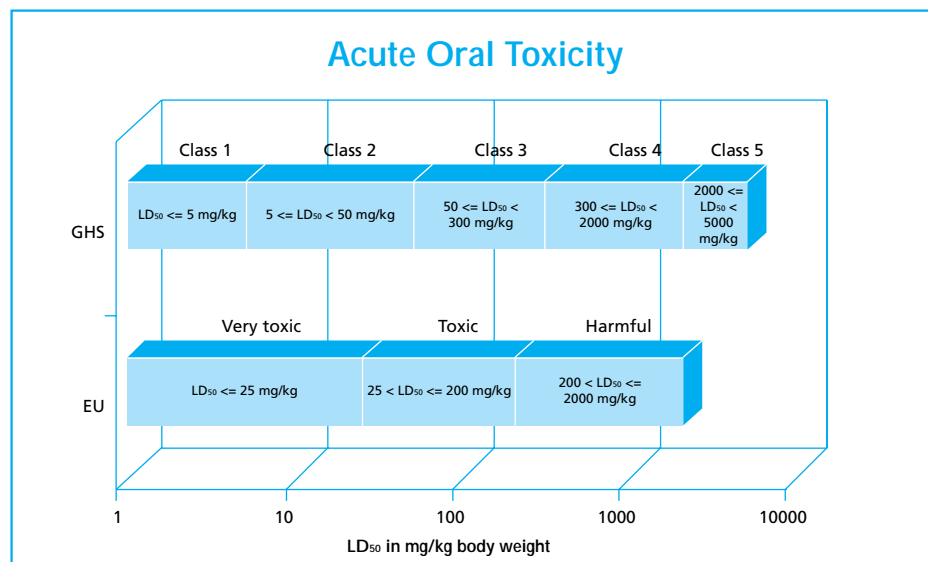 Acute Oral Toxicity
Class 1 Class 2 Class 3 Class 4 Class 5
GHS
LD₅₀ <= 5 mg/kg
5 <= LD₅₀ < 50 mg/kg
50 <= LD₅₀ <
300 mg/kg
300 <= LD₅₀ <
2000 mg/kg
2000 <=
LD₅₀ <
5000
mg/kg
Very toxic Toxic Harmful
EU
LD₅₀ <= 25 mg/kg
25 < LD₅₀ <= 200 mg/kg
200 < LD₅₀ <=
2000 mg/kg
1 10 100 1000 10000
LD₅₀ in mg/kg body weight